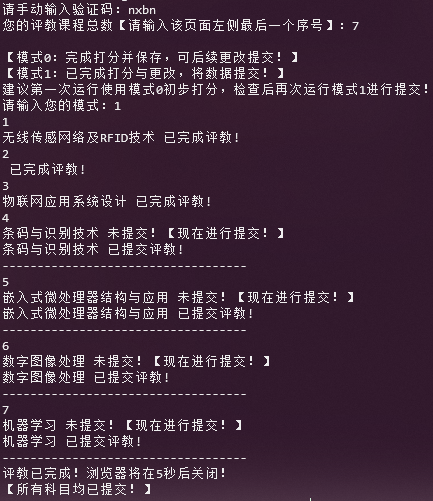 请手动输入验证码: nxbn
您的评教课程总数【请输入该页面左侧最后一个序号】: 7
【模式0: 完成打分并保存, 可后续更改提交! 】
【模式1: 已完成打分与更改, 将数据提交! 】
建议第一次运行使用模式0初步打分, 检查后再次运行模式1进行提交!
请输入您的模式: 1
1
无线传感网络及RFID技术 已完成评教!
2
已完成评教!
3
物联网应用系统设计 已完成评教!
4
条码与识别技术 未提交! 【现在进行提交! 】
条码与识别技术 已提交评教!
----------------------------------
5
嵌入式微处理器结构与应用 未提交! 【现在进行提交! 】
嵌入式微处理器结构与应用 已提交评教!
----------------------------------
6
数字图像处理 未提交! 【现在进行提交! 】
数字图像处理 已提交评教!
----------------------------------
7
机器学习 未提交! 【现在进行提交! 】
机器学习 已提交评教!
----------------------------------
评教已完成! 浏览器将在5秒后关闭!
【所有科目均已提交! 】